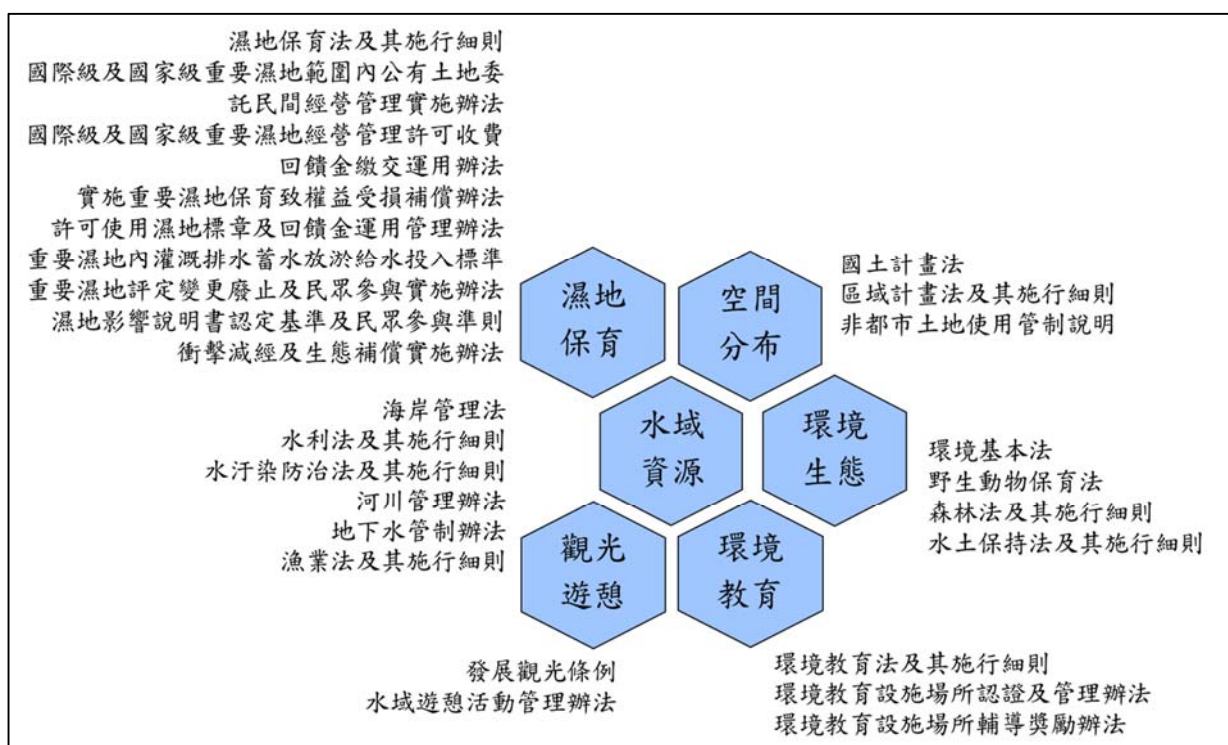 濕地保育法及其施行細則
國際級及國家級重要濕地範圍內公有土地委
託民間經營管理實施辦法
國際級及國家級重要濕地經營管理許可收費
回饋金繳交運用辦法
實施重要濕地保育致權益受損補償辦法
許可使用濕地標章及回饋金運用管理辦法
重要濕地內灌溉排水蓄水放淤給水投入標準
重要濕地評定變更廢止及民眾參與實施辦法
濕地影響說明書認定基準及民眾參與準則
衝擊減經及生態補償實施辦法
濕地
保育
空間
分布
國土計畫法
區域計畫法及其施行細則
非都市土地使用管制說明
海岸管理法
水利法及其施行細則
水汙染防治法及其施行細則
河川管理辦法
地下水管制辦法
漁業法及其施行細則
水域
資源
環境
生態
環境基本法
野生動物保育法
森林法及其施行細則
水土保持法及其施行細則
觀光
遊憩
環境
教育
發展觀光條例
水域遊憩活動管理辦法
環境教育法及其施行細則
環境教育設施場所認證及管理辦法
環境教育設施場所輔導獎勵辦法